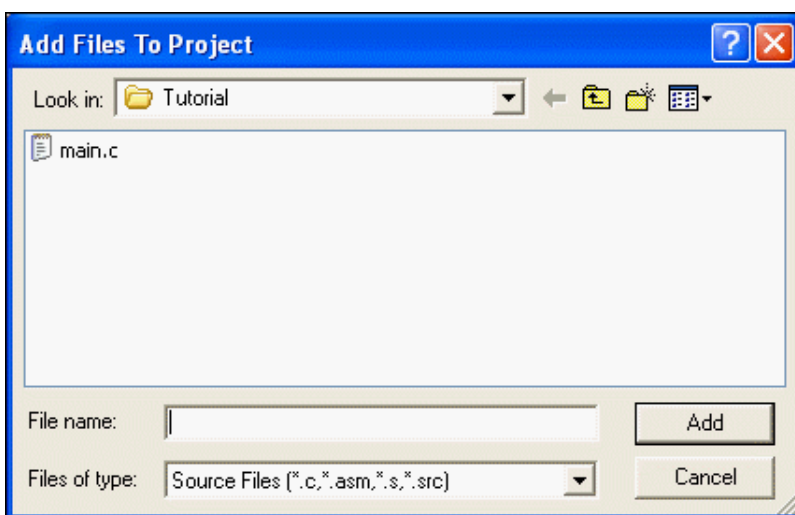 Add Files To Project
Look in: Tutorial
main.c
File name:
Add
Files of type: Source Files (*.c,*.asm,*.s,*.src)
Cancel